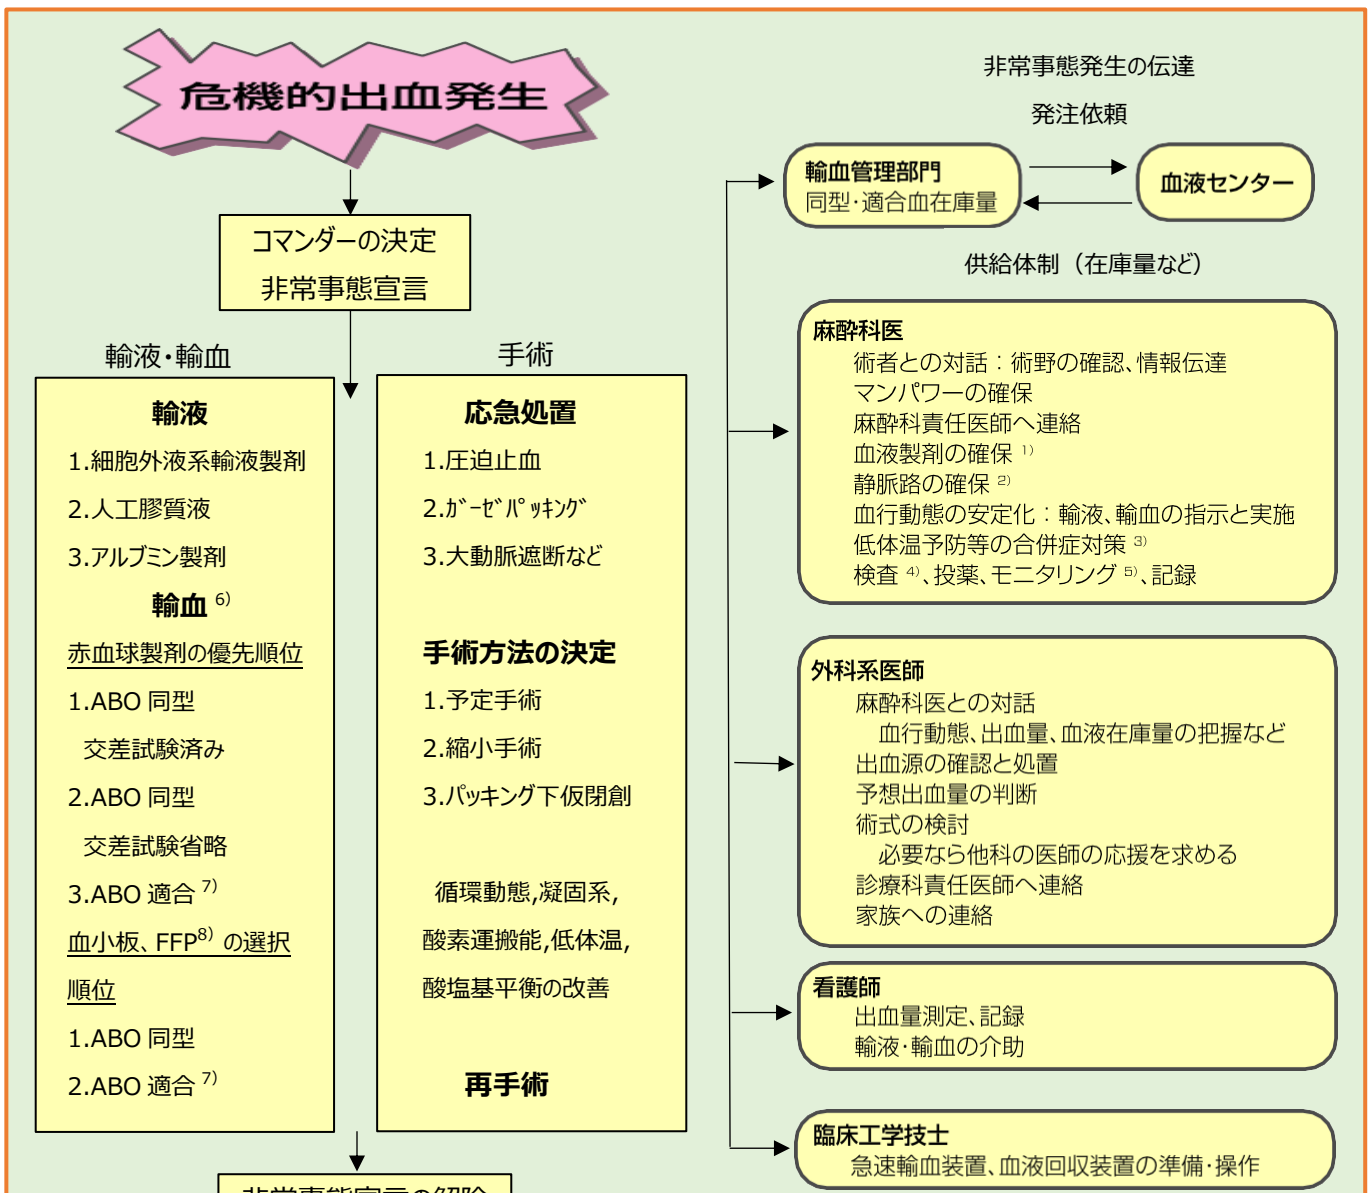 危機的出血発生
コマンダーの決定
非常事態宣言
輸液・輸血
輸液
1.細胞外液系輸液製剤
2.人工膠質液
3.アルブミン製剤
輸血 6)
赤血球製剤の優先順位
1.ABO 同型
交差試験済み
2.ABO 同型
交差試験省略
3.ABO 適合 7)
血小板、FFP8) の選択
順位
1.ABO 同型
2.ABO 適合 7)
手術
応急処置
1.圧迫止血
2.ｶﾞｰｾﾞﾊﾟｯｷﾝｸﾞ
3.大動脈遮断など
手術方法の決定
1.予定手術
2.縮小手術
3.パッキング下仮閉創
循環動態,凝固系,
酸素運搬能,低体温,
酸塩基平衡の改善
再手術
非常事態宣言の解除
非常事態発生の伝達
発注依頼
輸血管理部門
同型・適合血在庫量
血液センター
供給体制（在庫量など）
麻酔科医
術者との対話：術野の確認、情報伝達
マンパワーの確保
麻酔科責任医師へ連絡
血液製剤の確保 1)
静脈路の確保 2)
血行動態の安定化：輸液、輸血の指示と実施
低体温予防等の合併症対策 3)
検査 4)、投薬、モニタリング 5)、記録
外科系医師
麻酔科医との対話
血行動態、出血量、血液在庫量の把握など
出血源の確認と処置
予想出血量の判断
術式の検討
必要なら他科の医師の応援を求める
診療科責任医師へ連絡
家族への連絡
看護師
出血量測定、記録
輸液・輸血の介助
臨床工学技士
急速輸血装置、血液回収装置の準備・操作